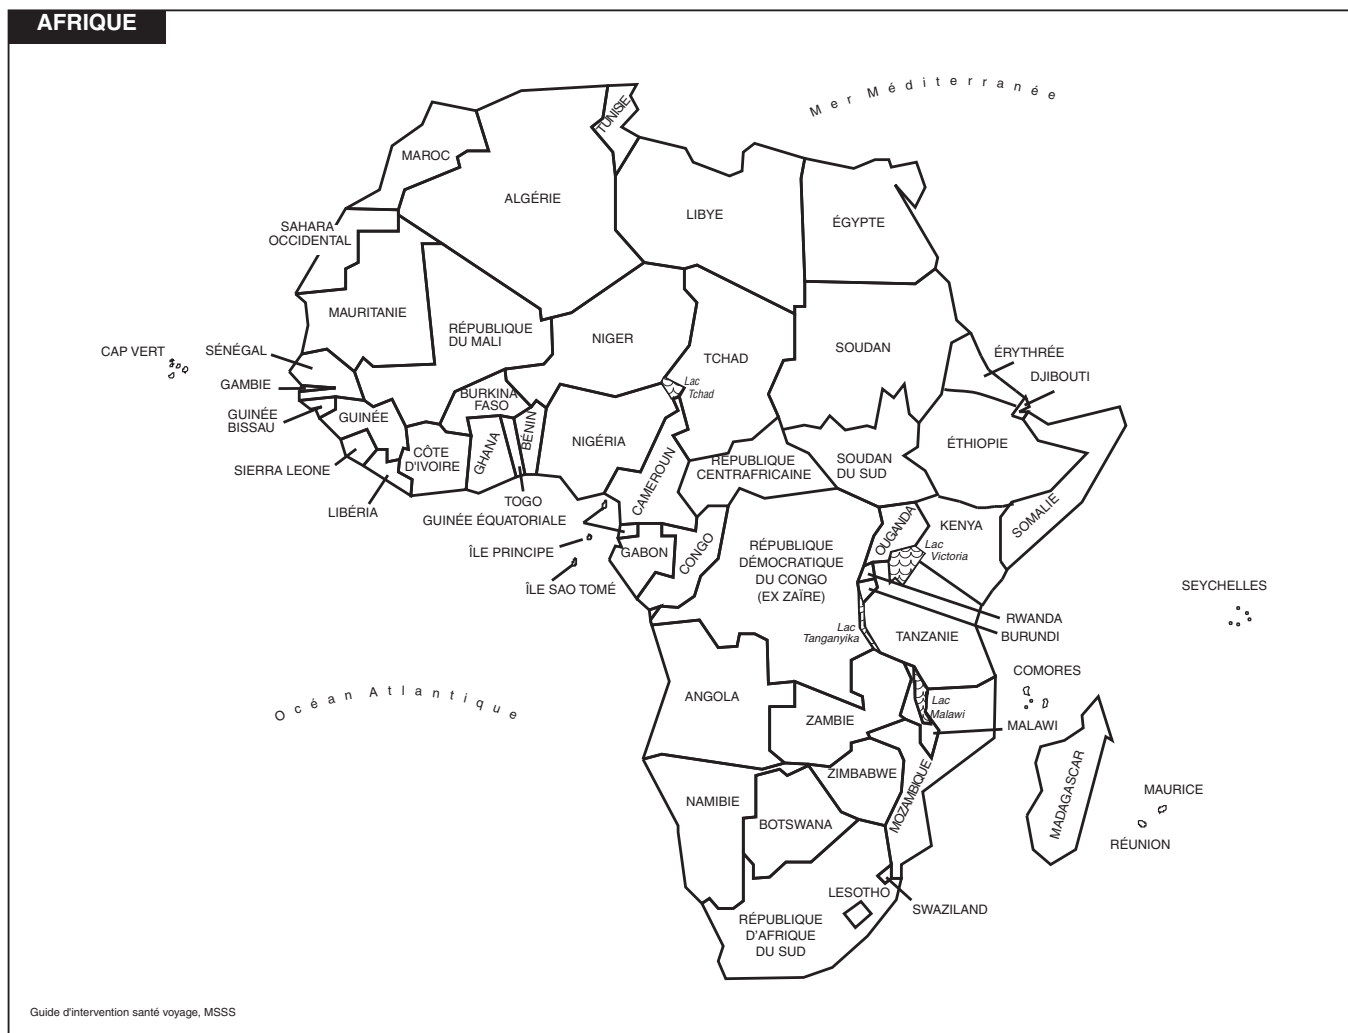 AFRIQUE
Mer Méditerranée
TUNISIE
MAROC
ALGÉRIE
LIBYE
ÉGYPTE
SAHARA
OCCIDENTAL
MAURITANIE
RÉPUBLIQUE
DU MALI
NIGER
TCHAD
SOUDAN
ÉRYTHRÉE
DJIBOUTI
CAP VERT
SÉNÉGAL
GAMBIE
GUINÉE
BISSAU
GUINÉE
SIERRA LEONE
LIBÉRIA
CÔTE
D'IVOIRE
BURKINA
FASO
GHANA
BÉNIN
TOGO
NIGÉRIA
Lac
Tchad
CAMEROUN
RÉPUBLIQUE
CENTRAFRICAINE
SOUDAN
DU SUD
ÉTHIOPIE
SOMALIE
GUINÉE ÉQUATORIALE
ÎLE PRINCIPE
ÎLE SAO TOMÉ
GABON
CONGO
RÉPUBLIQUE
DÉMOCRATIQUE
DU CONGO
(EX ZAÏRE)
OUGANDA
KENYA
Lac
Victoria
RWANDA
BURUNDI
Lac
Tanganyika
TANZANIE
SEYCHELLES
COMORES
Océan Atlantique
ANGOLA
ZAMBIE
Lac
Malawi
MALAWI
ZIMBABWE
MOZAMBIQUE
MADAGASCAR
MAURICE
RÉUNION
NAMIBIE
BOTSWANA
LESOTHO
SWAZILAND
RÉPUBLIQUE
D'AFRIQUE
DU SUD
Guide d'intervention santé voyage, MSSS